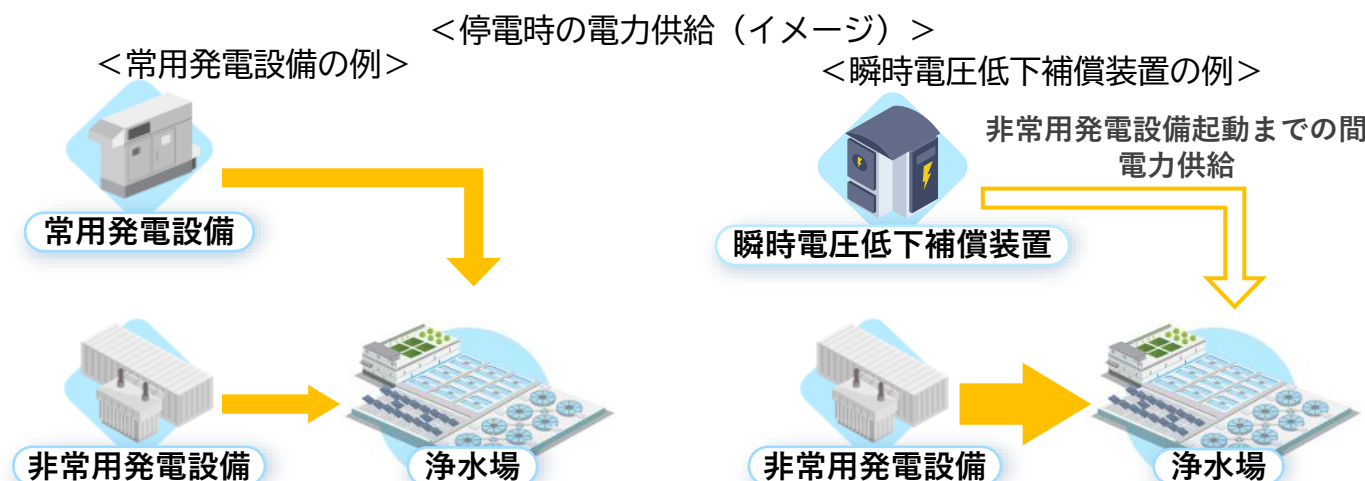 ＜停電時の電力供給（イメージ）＞
＜常用発電設備の例＞
常用発電設備
非常用発電設備
浄水場
＜瞬時電圧低下補償装置の例＞
非常用発電設備起動までの間
電力供給
瞬時電圧低下補償装置
非常用発電設備
浄水場